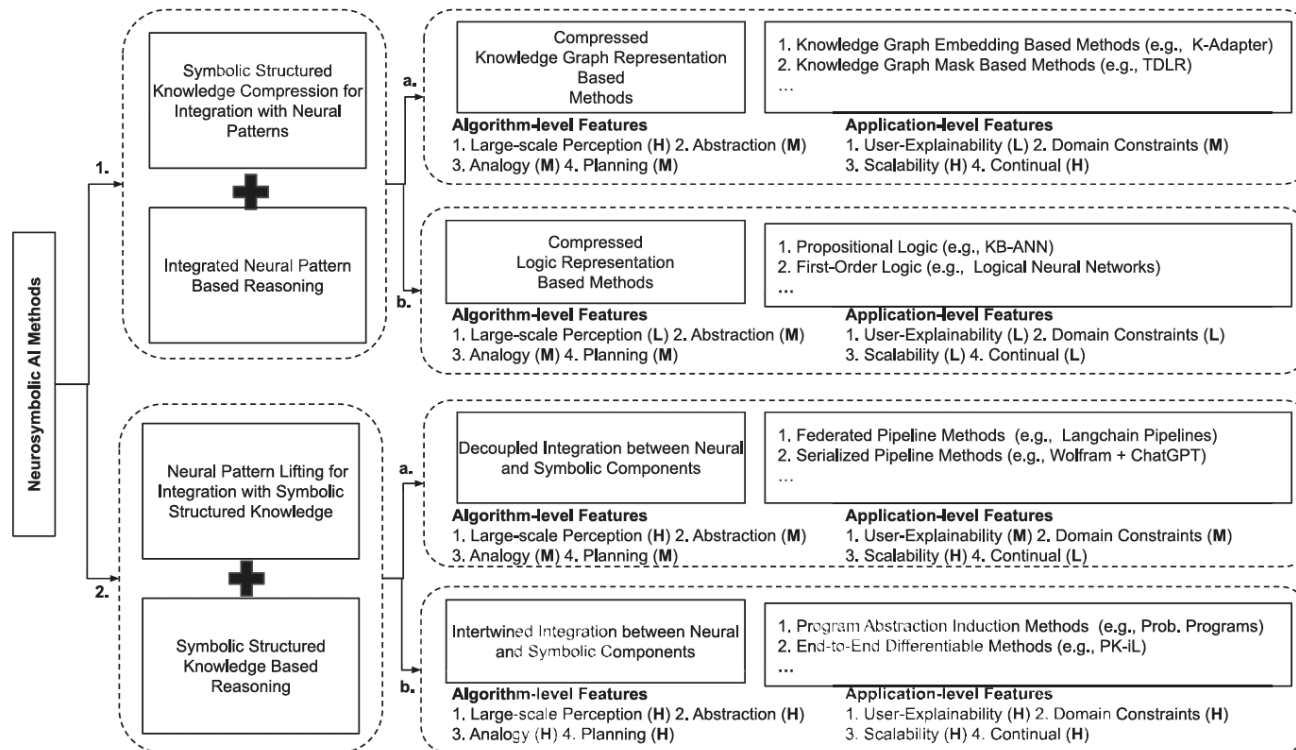 Neurosymbolic AI Methods
1.
Symbolic Structured
Knowledge Compression for
Integration with Neural
Patterns
Integrated Neural Pattern
Based Reasoning
a.
Compressed
Knowledge Graph Representation
Based
Methods
1. Knowledge Graph Embedding Based Methods (e.g., K-Adapter)
2. Knowledge Graph Mask Based Methods (e.g., TDLR)
...
Algorithm-level Features
1. Large-scale Perception (H) 2. Abstraction (M)
3. Analogy (M) 4. Planning (M)
Application-level Features
1. User-Explainability (L) 2. Domain Constraints (M)
3. Scalability (H) 4. Continual (H)
b.
Compressed
Logic Representation
Based Methods
1. Propositional Logic (e.g., KB-ANN)
2. First-Order Logic (e.g., Logical Neural Networks)
...
Algorithm-level Features
1. Large-scale Perception (L) 2. Abstraction (M)
3. Analogy (M) 4. Planning (M)
Application-level Features
1. User-Explainability (L) 2. Domain Constraints (L)
3. Scalability (L) 4. Continual (L)
2.
Neural Pattern Lifting for
Integration with Symbolic
Structured Knowledge
Symbolic Structured
Knowledge Based
Reasoning
a.
Decoupled Integration between Neural
and Symbolic Components
1. Federated Pipeline Methods (e.g., Langchain Pipelines)
2. Serialized Pipeline Methods (e.g., Wolfram + ChatGPT)
...
Algorithm-level Features
1. Large-scale Perception (H) 2. Abstraction (M)
3. Analogy (M) 4. Planning (M)
Application-level Features
1. User-Explainability (M) 2. Domain Constraints (M)
3. Scalability (H) 4. Continual (L)
b.
Intertwined Integration between Neural
and Symbolic Components
1. Program Abstraction Induction Methods (e.g., Prob. Programs)
2. End-to-End Differentiable Methods (e.g., PK-iL)
...
Algorithm-level Features
1. Large-scale Perception (H) 2. Abstraction (H)
3. Analogy (H) 4. Planning (H)
Application-level Features
1. User-Explainability (H) 2. Domain Constraints (H)
3. Scalability (H) 4. Continual (H)